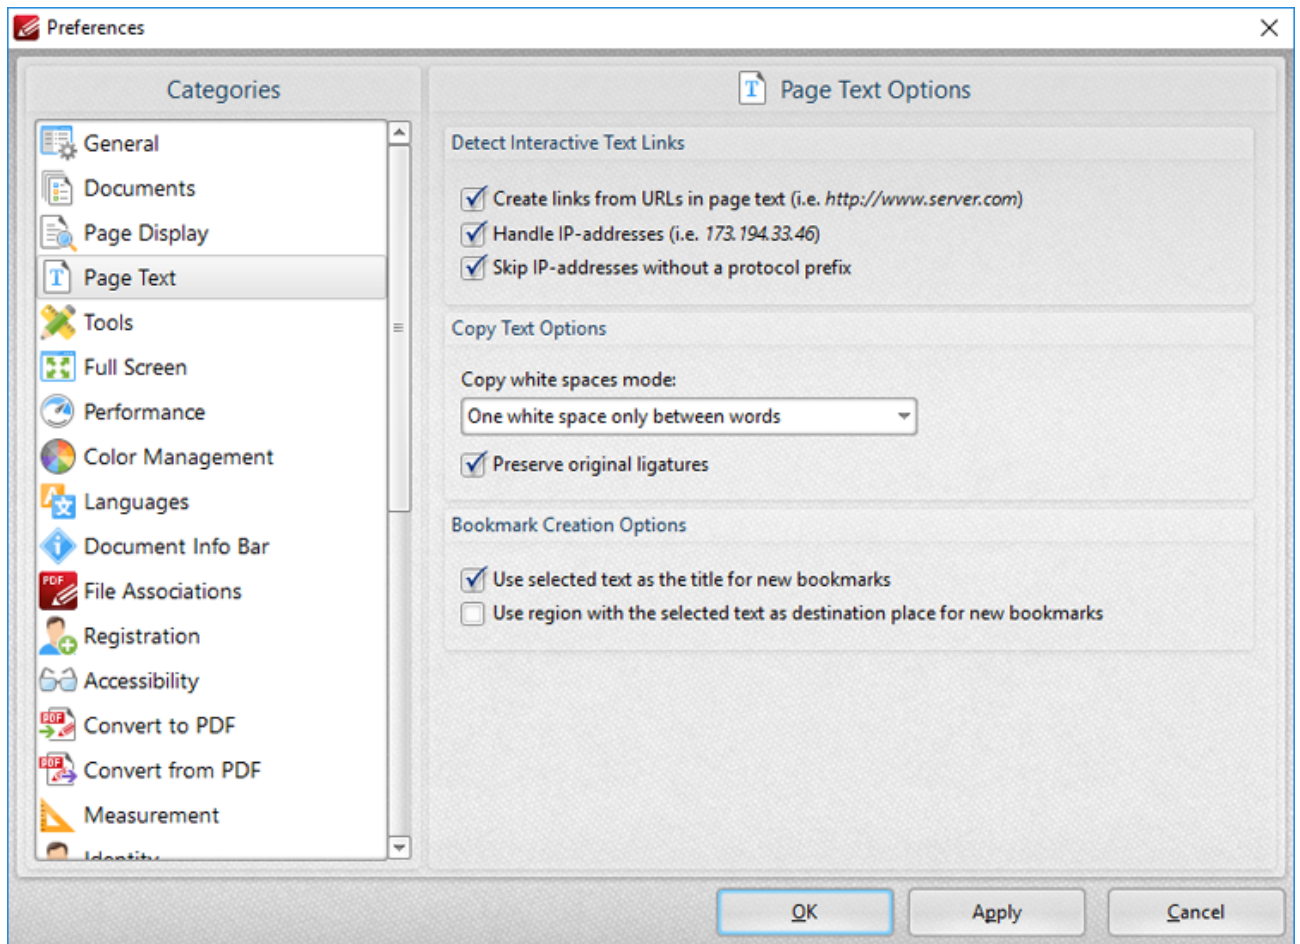 Preferences
Categories
General
Documents
Page Display
Page Text
Tools
Full Screen
Performance
Color Management
Languages
Document Info Bar
PDF
File Associations
Registration
Accessibility
PDF
Convert to PDF
PDF
Convert from PDF
Measurement
Identity
Page Text Options
Detect Interactive Text Links
Create links from URLs in page text (i.e. http://www.server.com)
Handle IP-addresses (i.e. 173.194.33.46)
Skip IP-addresses without a protocol prefix
Copy Text Options
Copy white spaces mode:
One white space only between words
Preserve original ligatures
Bookmark Creation Options
Use selected text as the title for new bookmarks
Use region with the selected text as destination place for new bookmarks
OK
Apply
Cancel